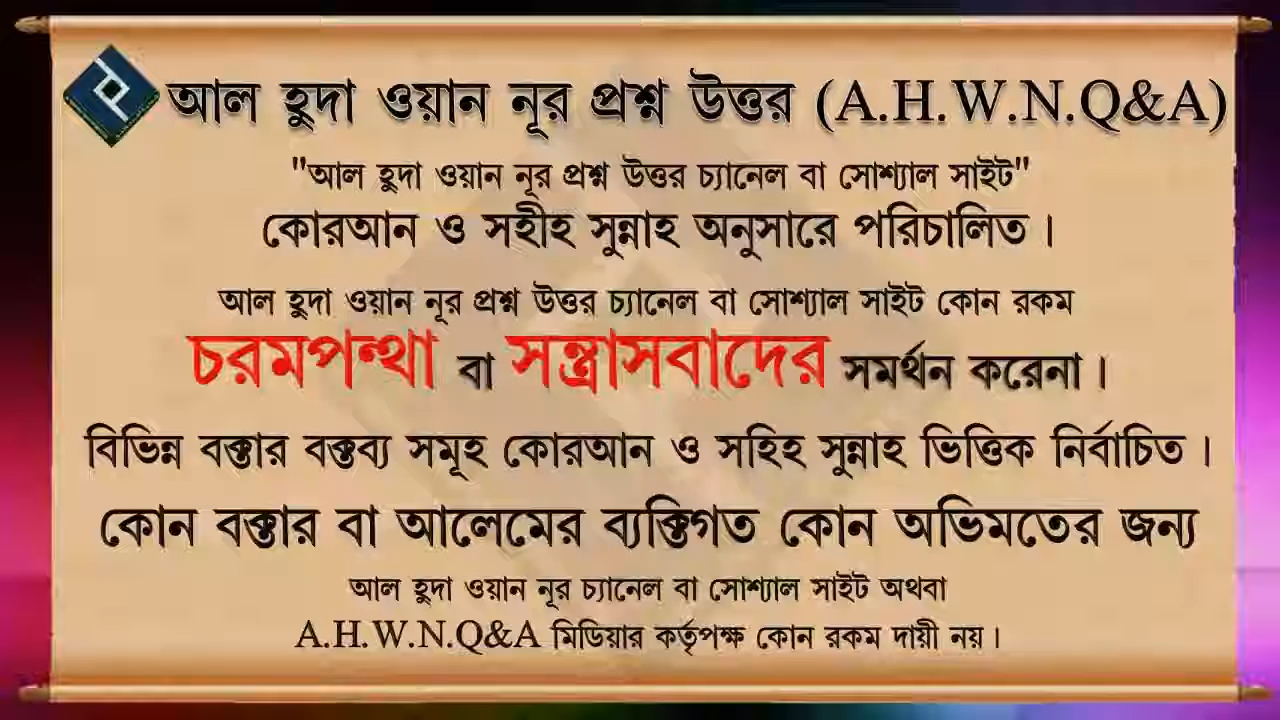 আল হুদা ওয়ান নূর প্রশ্ন উত্তর (A.H.W.N.Q&A)
"আল হুদা ওয়ান নূর প্রশ্ন উত্তর চ্যানেল বা সোশ্যাল সাইট"
কোরআন ও সহীহ সুন্নাহ অনুসারে পরিচালিত।
আল হুদা ওয়ান নূর প্রশ্ন উত্তর চ্যানেল বা সোশ্যাল সাইট কোন রকম
চরমপন্থা বা সন্ত্রাসবাদের সমর্থন করেনা।
বিভিন্ন বক্তার বক্তব্য সমূহ কোরআন ও সহিহ সুন্নাহ ভিত্তিক নির্বাচিত।
কোন বক্তার বা আলেমের ব্যক্তিগত কোন অভিমতের জন্য
আল হুদা ওয়ান নূর চ্যানেল বা সোশ্যাল সাইট অথবা
A.H.W.N.Q&A মিডিয়ার কর্তৃপক্ষ কোন রকম দায়ী নয়।